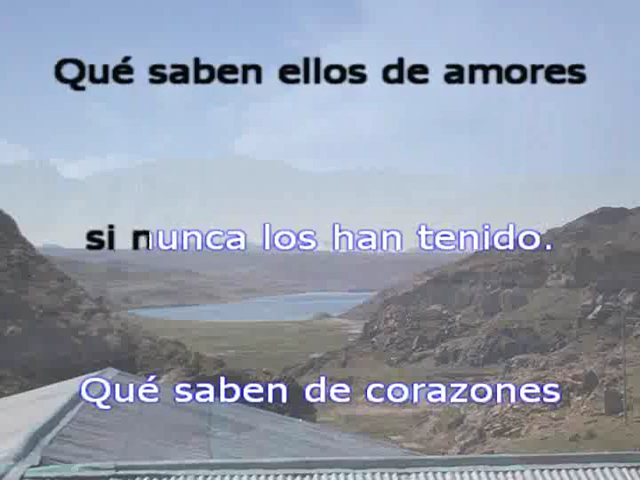 Qué saben ellos de amores
si nunca los han tenido.
Qué saben de corazones